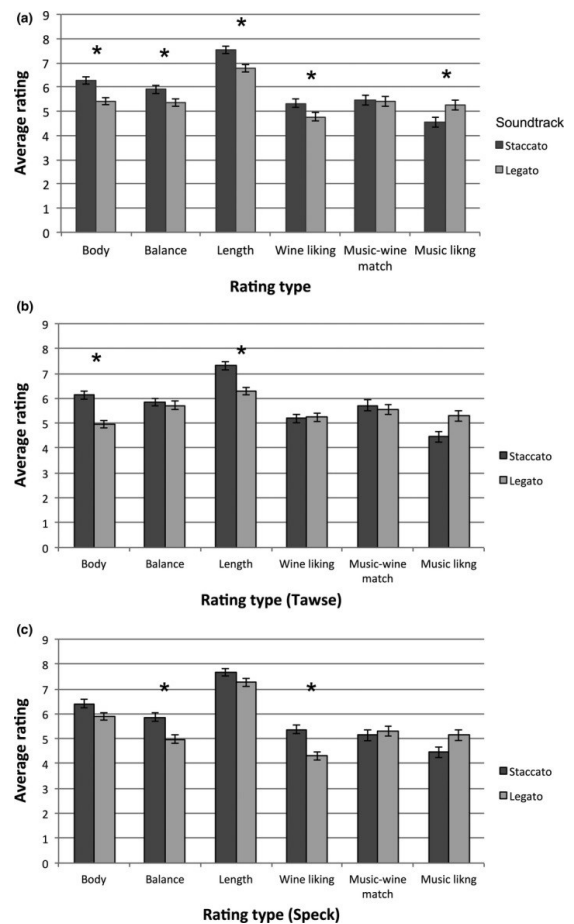 (a)
9
8
7
6
5
4
3
2
1
0
Average rating
*
*
*
*
*
Body
Balance
Length
Wine liking
Music-wine
match
Music likng
Rating type
Soundtrack
Staccato
Legato
(b)
9
8
7
6
5
4
3
2
1
0
Average rating
*
*
Body
Balance
Length
Wine liking
Music-wine
match
Music likng
Rating type (Tawse)
Staccato
Legato
(c)
9
8
7
6
5
4
3
2
1
0
Average rating
*
*
Body
Balance
Length
Wine liking
Music-wine
match
Music likng
Rating type (Speck)
Staccato
Legato